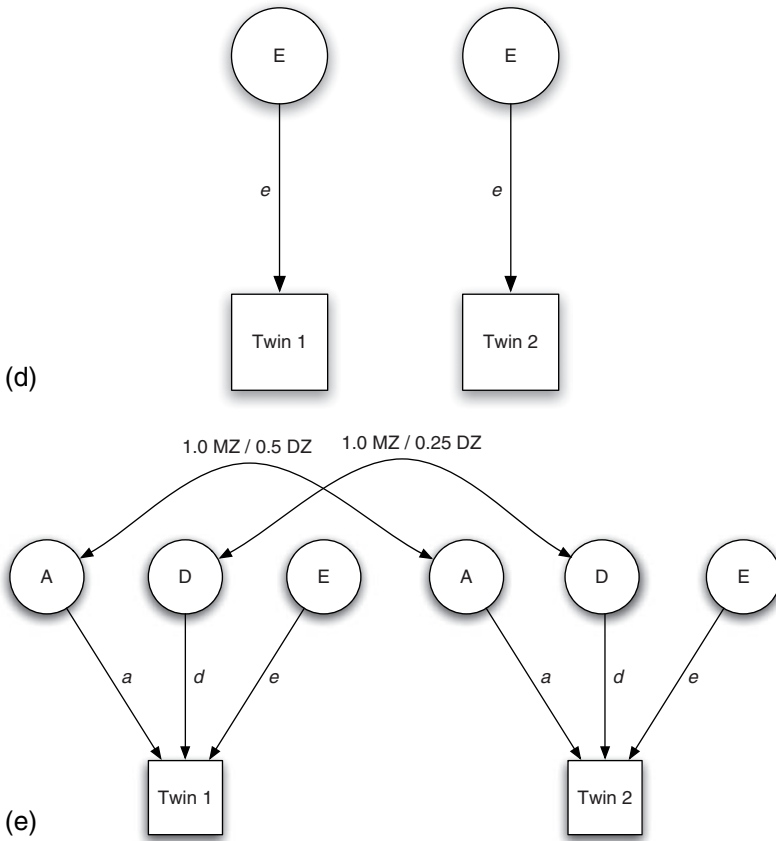 E E
e e
Twin 1 Twin 2
(d)
1.0 MZ / 0.5 DZ 1.0 MZ / 0.25 DZ
A D E A D E
a d e a d e
Twin 1 Twin 2
(e)